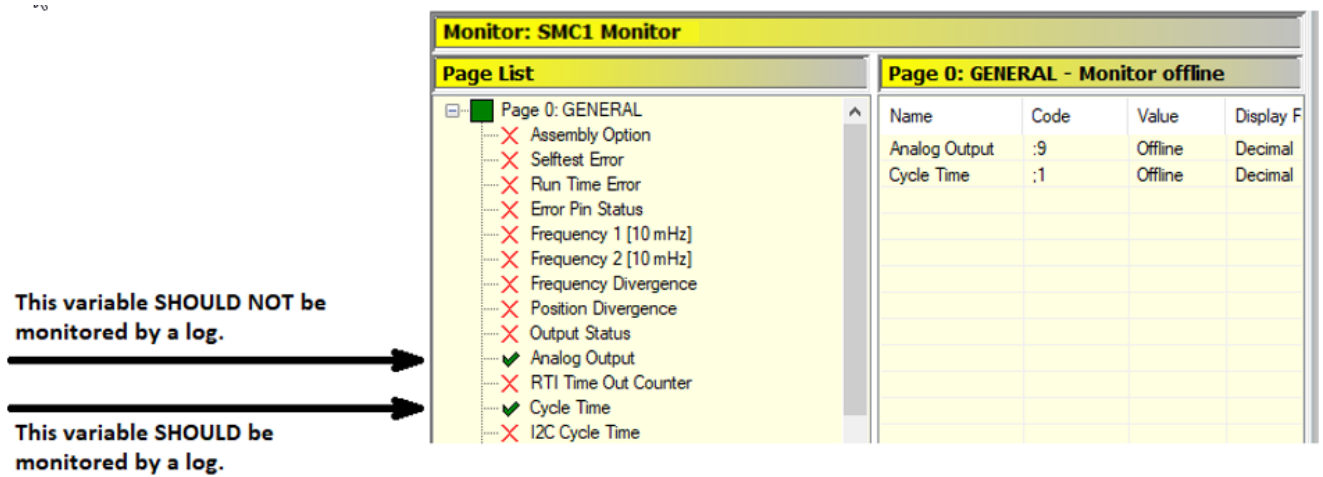 Monitor: SMC1 Monitor
Page List
Page 0: GENERAL - Monitor offline
Page 0: GENERAL
Assembly Option
Selftest Error
Run Time Error
Error Pin Status
Frequency 1 [10 mHz]
Frequency 2 [10 mHz]
Frequency Divergence
Position Divergence
Output Status
Analog Output
RTI Time Out Counter
Cycle Time
I2C Cycle Time
Name Code Value Display F
Analog Output :9 Offline Decimal
Cycle Time ;1 Offline Decimal
This variable SHOULD NOT be
monitored by a log.
This variable SHOULD be
monitored by a log.